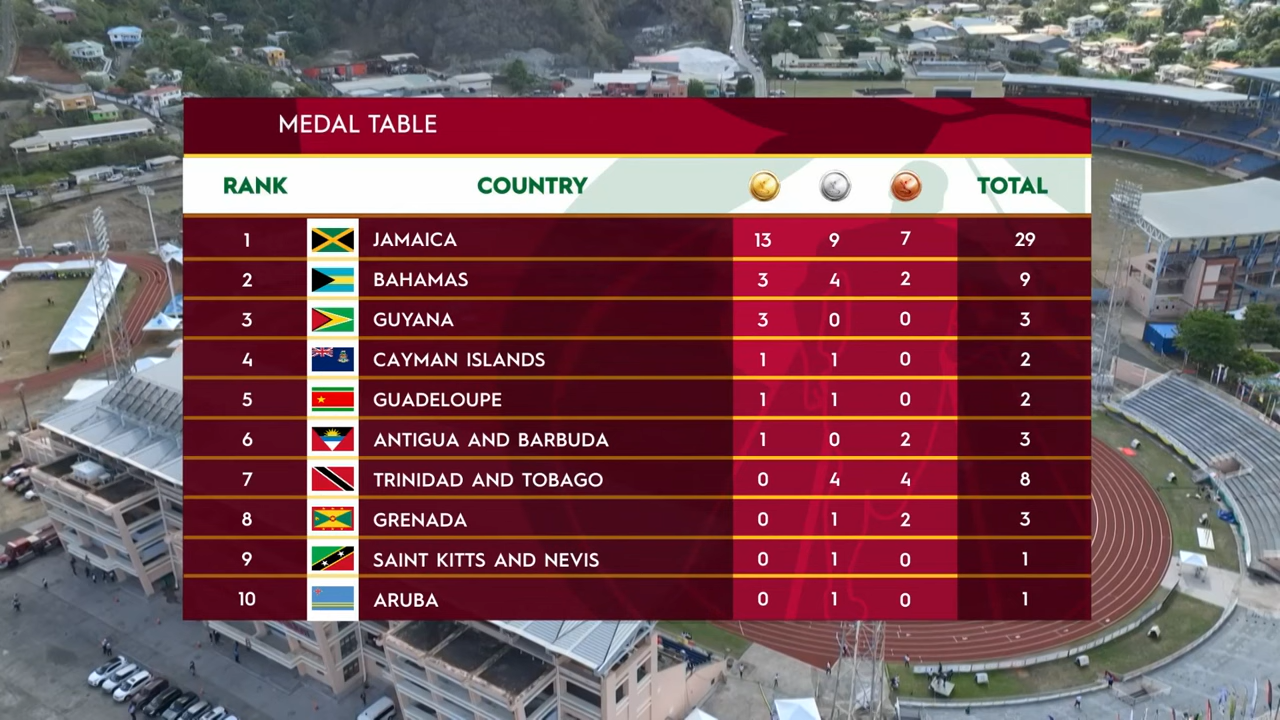 MEDAL TABLE
RANK COUNTRY TOTAL
1 JAMAICA 13 9 7 29
2 BAHAMAS 3 4 2 9
3 GUYANA 3 0 0 3
4 CAYMAN ISLANDS 1 1 0 2
5 GUADELOUPE 1 1 0 2
6 ANTIGUA AND BARBUDA 1 0 2 3
7 TRINIDAD AND TOBAGO 0 4 4 8
8 GRENADA 0 1 2 3
9 SAINT KITTS AND NEVIS 0 1 0 1
10 ARUBA 0 1 0 1